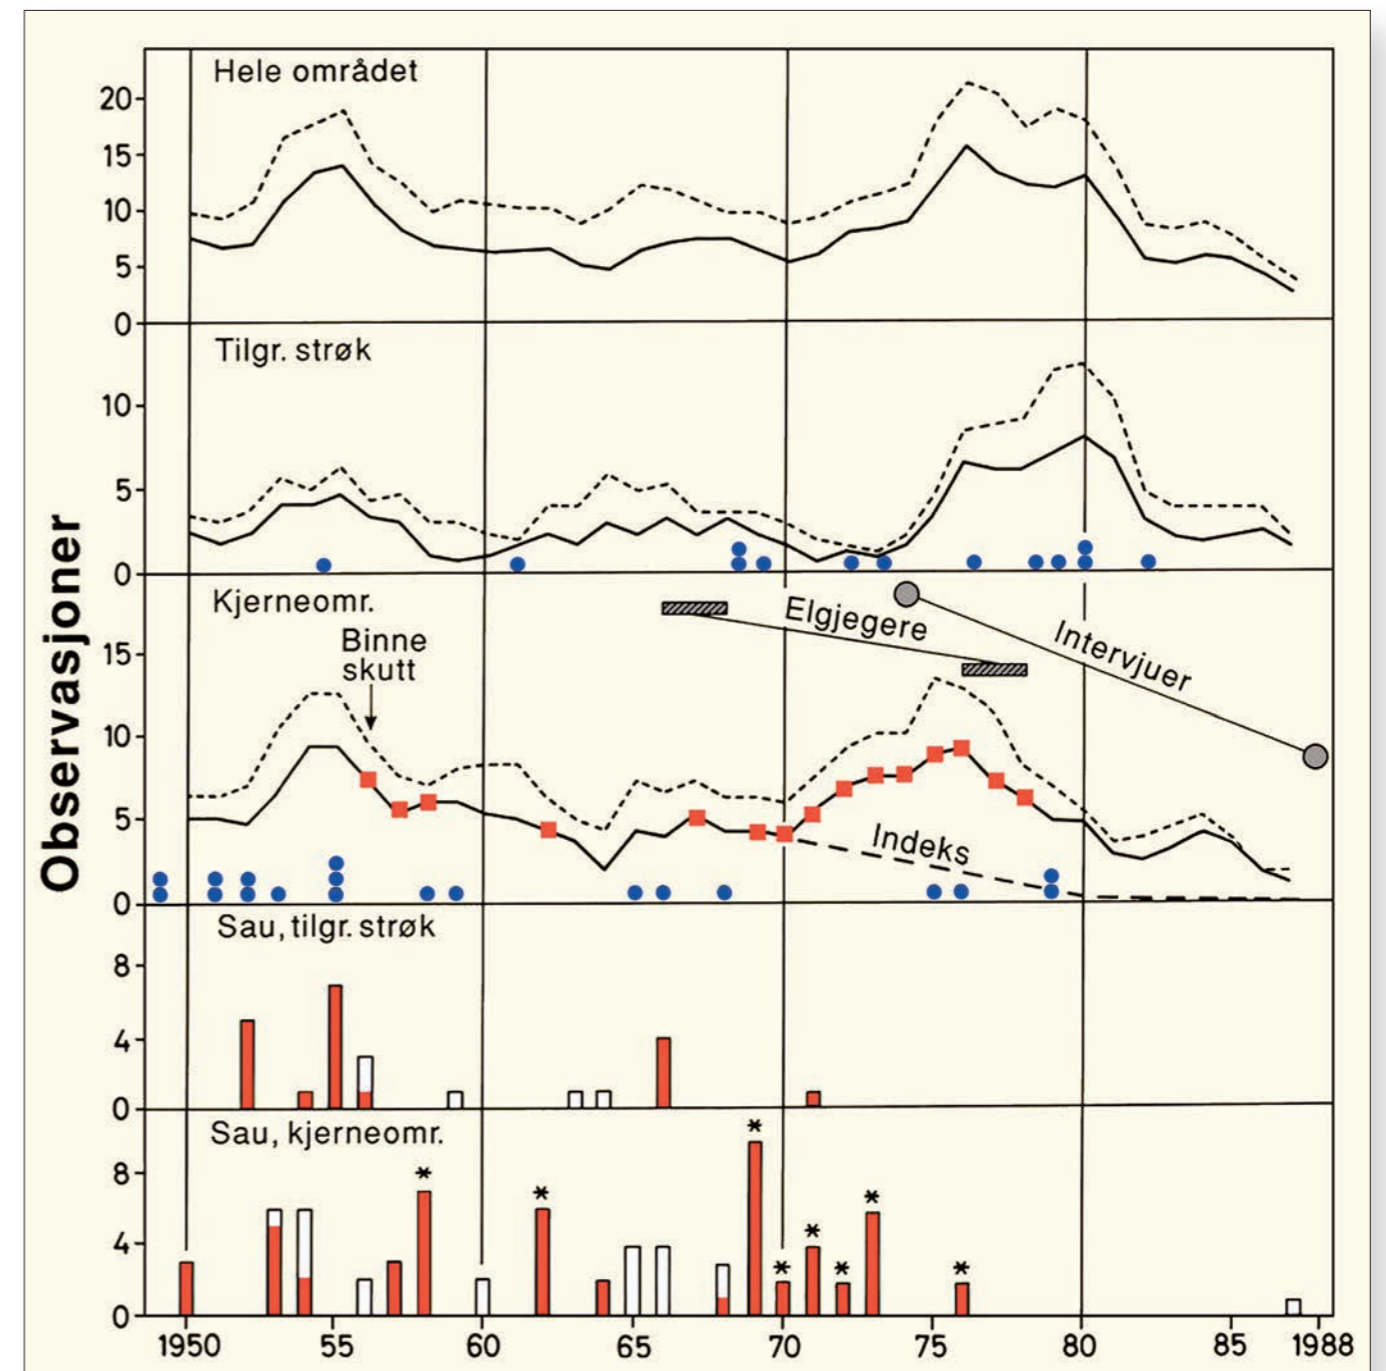 Observasjoner
Hele området
20
15
10
5
0
Tilgr. strøk
10
5
0
Kjerneomr.
Binne
skutt
Elgjegere
Intervjuer
15
10
5
Indeks
0
Sau, tilgr. strøk
8
4
0
Sau, kjerneomr.
*
*
*
*
*
*
*
*
8
4
0
1950 55 60 65 70 75 80 85 1988